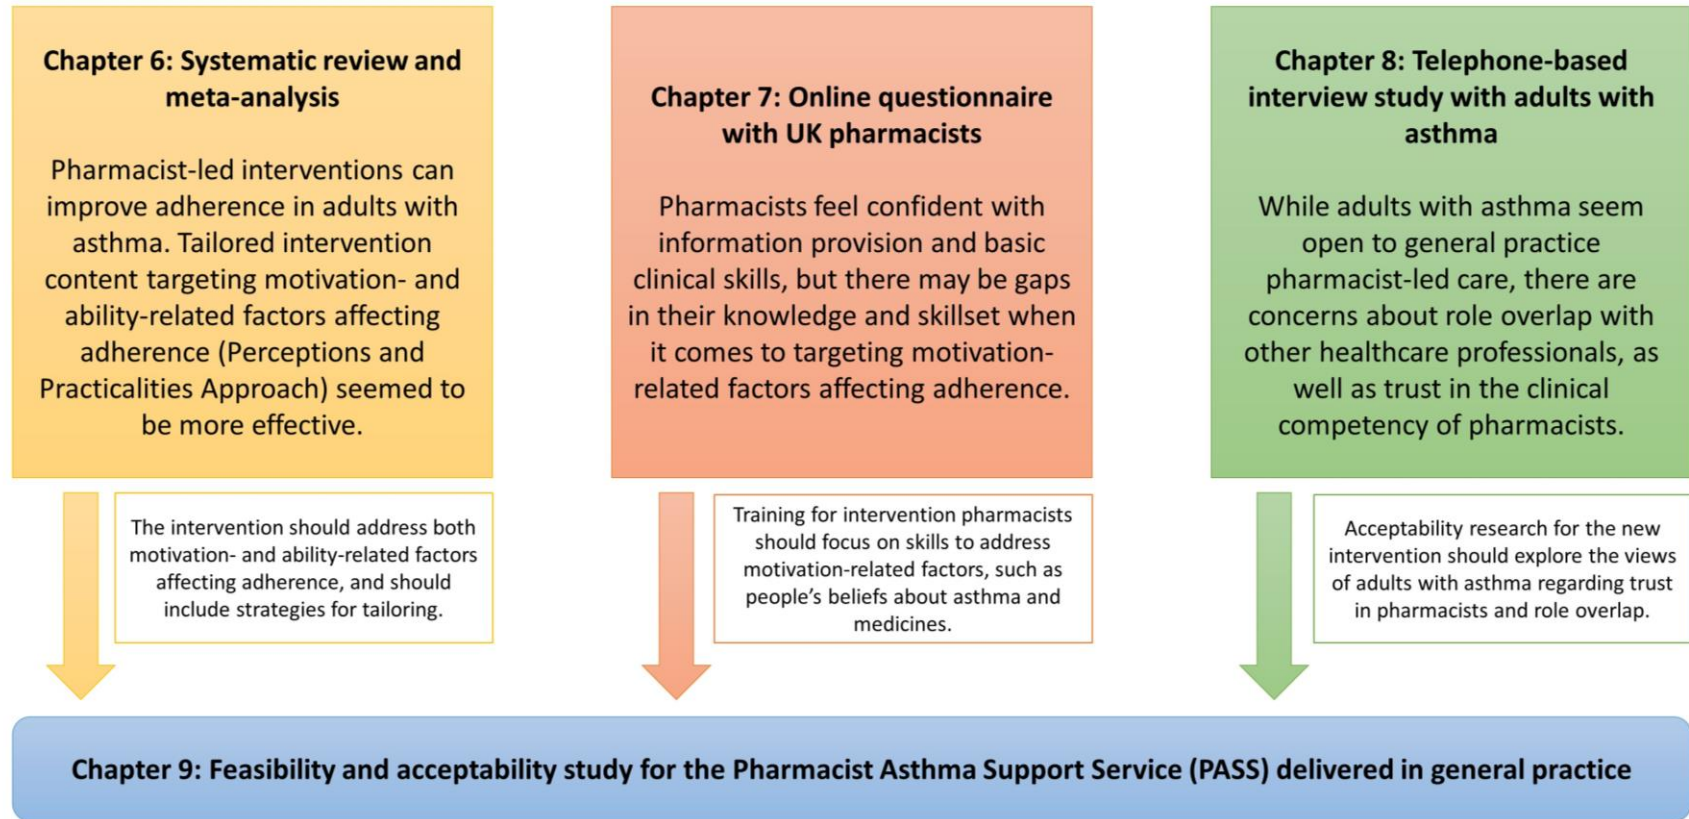 Chapter 6: Systematic review and
meta-analysis
Pharmacist-led interventions can
improve adherence in adults with
asthma. Tailored intervention
content targeting motivation- and
ability-related factors affecting
adherence (Perceptions and
Practicalities Approach) seemed to
be more effective.
The intervention should address both
motivation- and ability-related factors
affecting adherence, and should
include strategies for tailoring.
Chapter 7: Online questionnaire
with UK pharmacists
Pharmacists feel confident with
information provision and basic
clinical skills, but there may be gaps
in their knowledge and skillset when
it comes to targeting motivation-
related factors affecting adherence.
Training for intervention pharmacists
should focus on skills to address
motivation-related factors, such as
people’s beliefs about asthma and
medicines.
Chapter 8: Telephone-based
interview study with adults with
asthma
While adults with asthma seem
open to general practice
pharmacist-led care, there are
concerns about role overlap with
other healthcare professionals, as
well as trust in the clinical
competency of pharmacists.
Acceptability research for the new
intervention should explore the views
of adults with asthma regarding trust
in pharmacists and role overlap.
Chapter 9: Feasibility and acceptability study for the Pharmacist Asthma Support Service (PASS) delivered in general practice